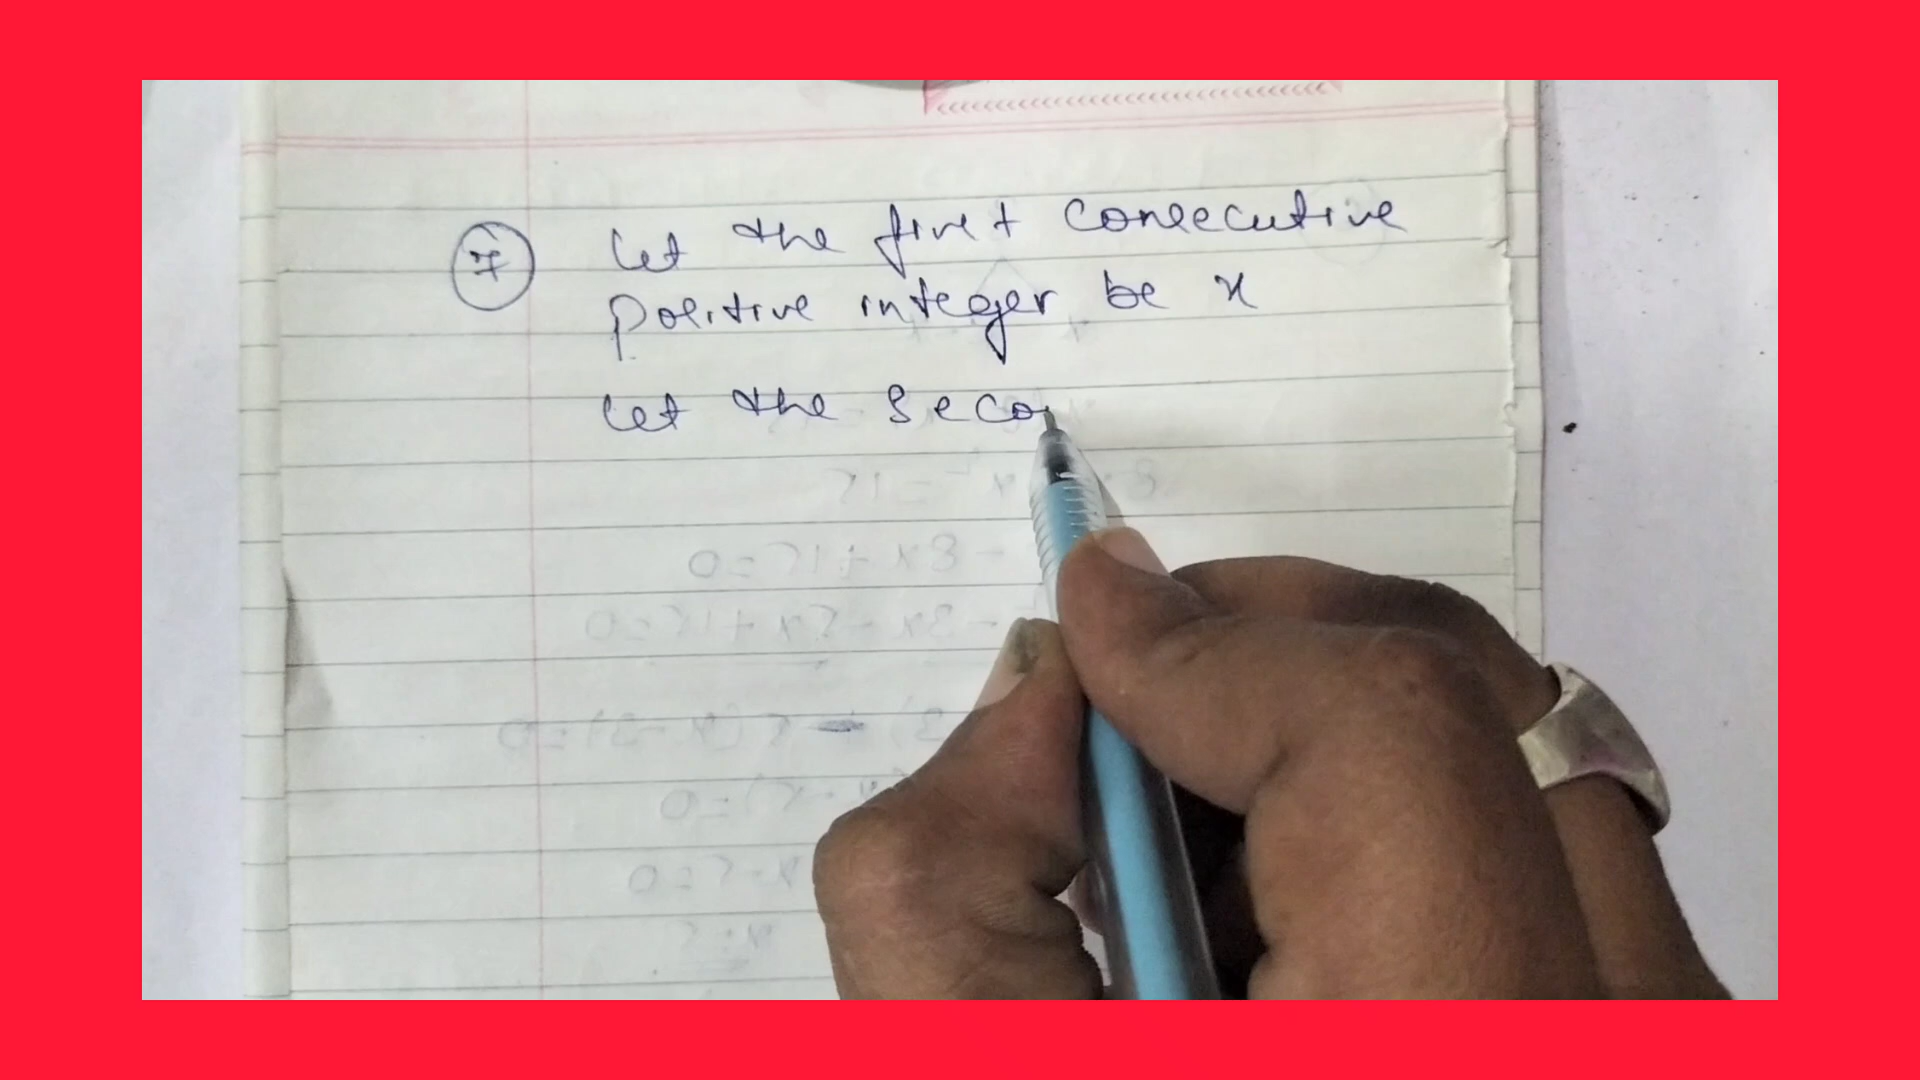 7 Let the first consecutive
positive integer be x
Let the seco